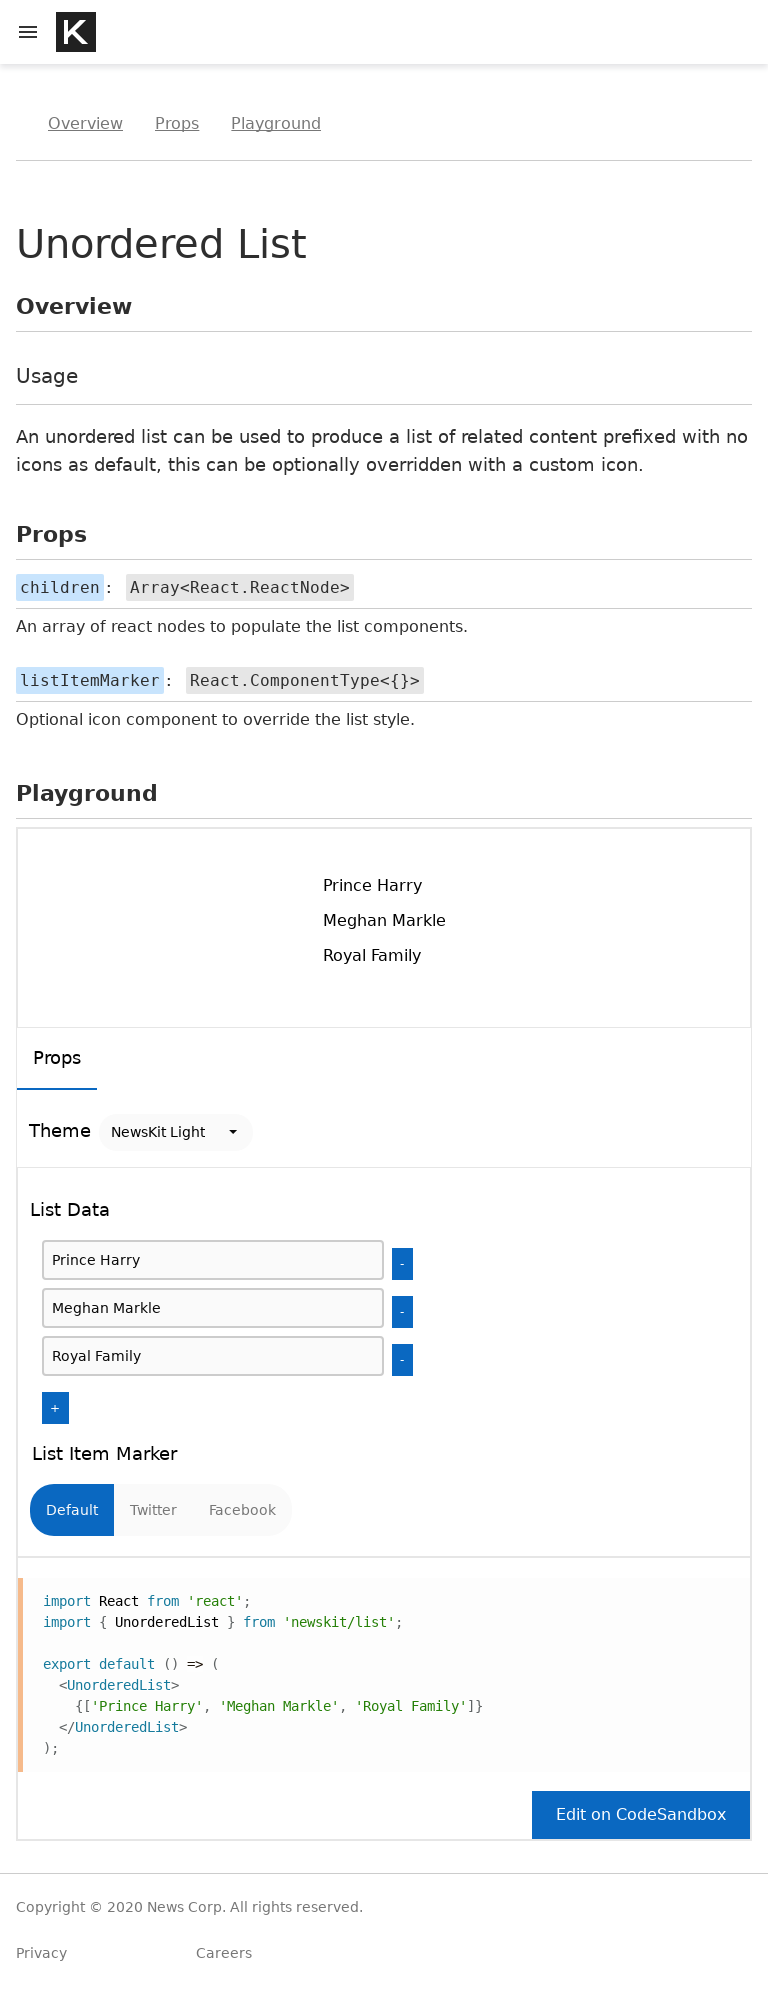 K
Overview Props Playground
Unordered List
Overview
Usage
An unordered list can be used to produce a list of related content prefixed with no
icons as default, this can be optionally overridden with a custom icon.
Props
children: Array<React.ReactNode>
An array of react nodes to populate the list components.
listItemMarker: React.ComponentType<{}>
Optional icon component to override the list style.
Playground
Prince Harry
Meghan Markle
Royal Family
Props
Theme NewsKit Light
List Data
Prince Harry -
Meghan Markle -
Royal Family -
+
List Item Marker
Default Twitter Facebook
import React from 'react';
import { UnorderedList } from 'newskit/list';
export default () => (
  <UnorderedList>
    {['Prince Harry', 'Meghan Markle', 'Royal Family']}
  </UnorderedList>
);
Edit on CodeSandbox
Copyright © 2020 News Corp. All rights reserved.
Privacy Careers